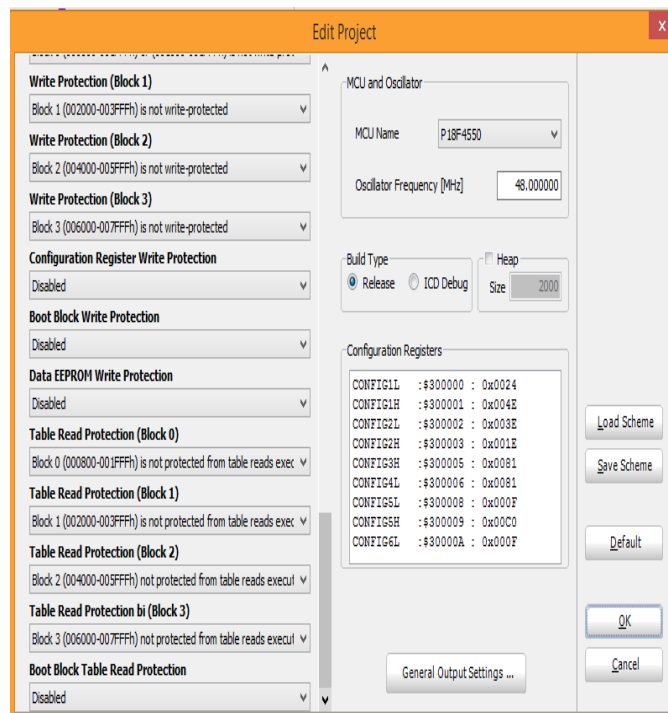 Edit Project
x
Write Protection (Block 1)
Block 1 (002000-003FFFh) is not write-protected
Write Protection (Block 2)
Block 2 (004000-005FFFh) is not write-protected
Write Protection (Block 3)
Block 3 (006000-007FFFh) is not write-protected
Configuration Register Write Protection
Disabled
Boot Block Write Protection
Disabled
Data EEPROM Write Protection
Disabled
Table Read Protection (Block 0)
Block 0 (000800-001FFFh) is not protected from table reads exec
Table Read Protection (Block 1)
Block 1 (002000-003FFFh) is not protected from table reads exec
Table Read Protection (Block 2)
Block 2 (004000-005FFFh) not protected from table reads execut
Table Read Protection bi (Block 3)
Block 3 (006000-007FFFh) not protected from table reads execut
Boot Block Table Read Protection
Disabled
MCU and Oscillator
MCU Name P18F4550
Oscillator Frequency [MHz] 48.000000
Build Type
Release ICD Debug
Heap
Size 2000
Configuration Registers
CONFIG1L :$300000 : 0x0024
CONFIG1H :$300001 : 0x004E
CONFIG2L :$300002 : 0x003E
CONFIG2H :$300003 : 0x001E
CONFIG3H :$300005 : 0x0081
CONFIG4L :$300006 : 0x0081
CONFIG5L :$300008 : 0x000F
CONFIG5H :$300009 : 0x00C0
CONFIG6L :$30000A : 0x000F
General Output Settings ...
Load Scheme
Save Scheme
Default
OK
Cancel